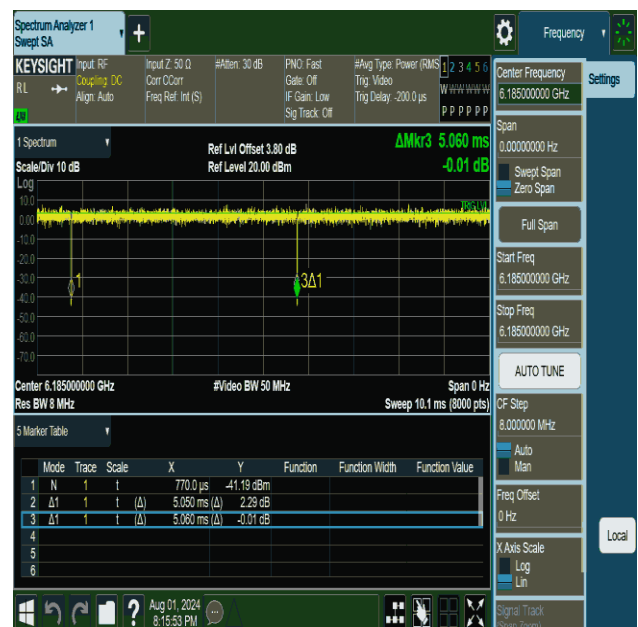 Spectrum Analyzer 1
Swept SA
Frequency
KEYSIGHT
RL
Input: RF
Coupling: DC
Align: Auto
Input Z: 50 Ω
Corr CCorr
Freq Ref: Int (S)
#Atten: 30 dB
PNO: Fast
Gate: Off
IF Gain: Low
Sig Track: Off
#Avg Type: Power (RMS
Trig: Video
Trig Delay: -200.0 µs
1 2 3 4 5 6
W W W W W W
P P P P P P
1 Spectrum
Scale/Div 10 dB
Ref Lvl Offset 3.80 dB
Ref Level 20.00 dBm
ΔMkr3 5.060 ms
-0.01 dB
Log
10.0
0.00
-10.0
-20.0
-30.0
-40.0
-50.0
-60.0
-70.0
TRIG LVL
1
3Δ1
Center 6.185000000 GHz
#Video BW 50 MHz
Span 0 Hz
Res BW 8 MHz
Sweep 10.1 ms (8000 pts)
5 Marker Table
Mode Trace Scale X Y Function Function Width Function Value
1 N 1 t 770.0 µs -41.19 dBm
2 Δ1 1 t (Δ) 5.050 ms (Δ) 2.29 dB
3 Δ1 1 t (Δ) 5.060 ms (Δ) -0.01 dB
4
5
6
?
Aug 01, 2024
8:15:53 PM
Settings
Center Frequency
6.185000000 GHz
Span
0.00000000 Hz
Swept Span
Zero Span
Full Span
Start Freq
6.185000000 GHz
Stop Freq
6.185000000 GHz
AUTO TUNE
CF Step
8.000000 MHz
Auto
Man
Freq Offset
0 Hz
X Axis Scale
Log
Lin
Signal Track
(Span Zoom)
Local